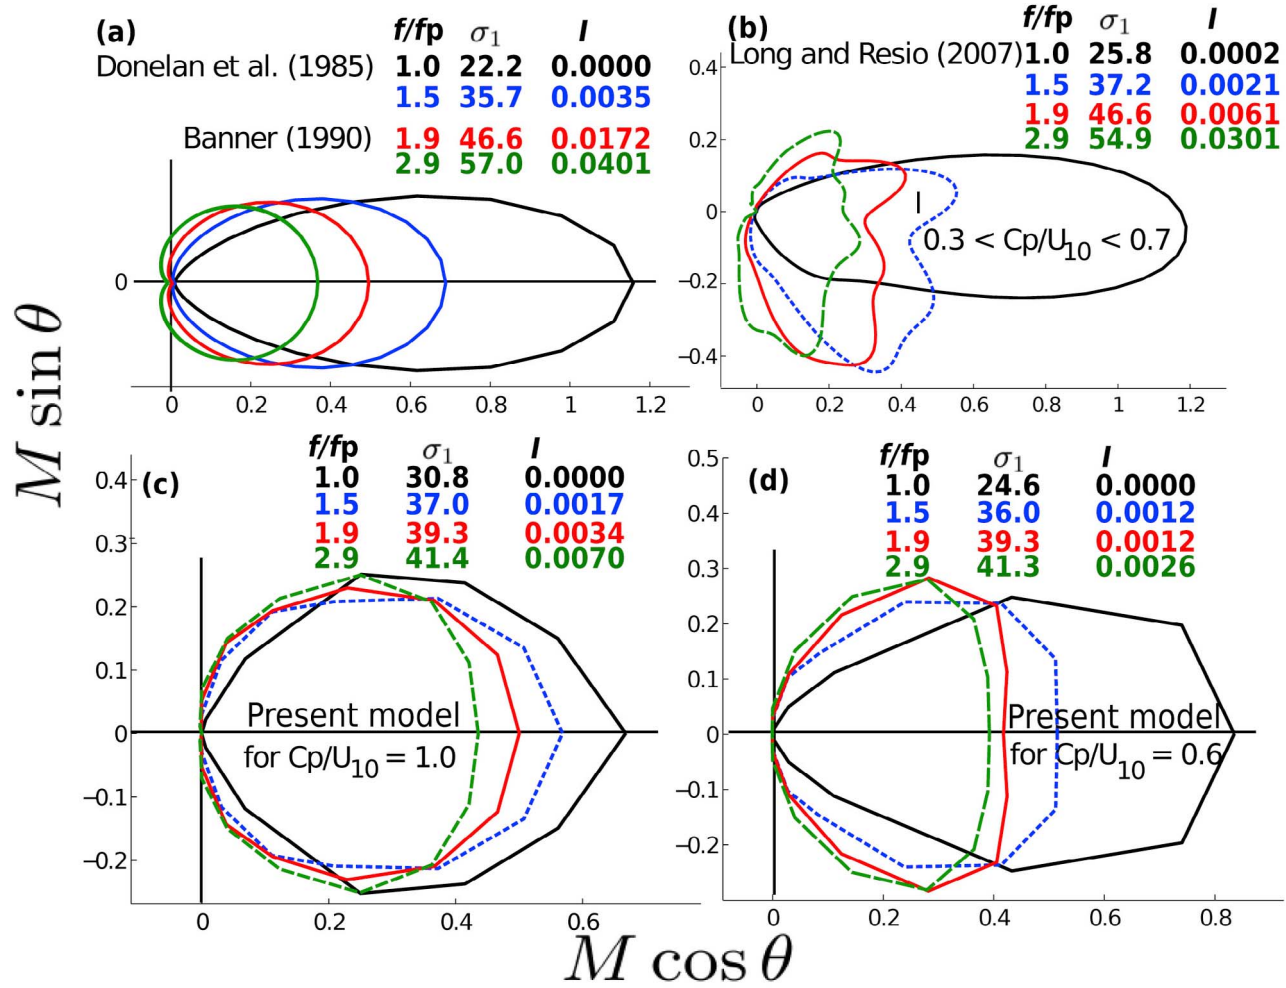 (a)
f/fp σ1 I
Donelan et al. (1985) 1.0 22.2 0.0000
1.5 35.7 0.0035
Banner (1990) 1.9 46.6 0.0172
2.9 57.0 0.0401
0
0 0.2 0.4 0.6 0.8 1 1.2
(b)
f/fp σ1 I
Long and Resio (2007) 1.0 25.8 0.0002
1.5 37.2 0.0021
1.9 46.6 0.0061
2.9 54.9 0.0301
0.4
0.2
0
−0.2
−0.4
I
0.3 < Cp/U10 < 0.7
0 0.2 0.4 0.6 0.8 1.0 1.2
M sin θ
(c)
f/fp σ1 I
1.0 30.8 0.0000
1.5 37.0 0.0017
1.9 39.3 0.0034
2.9 41.4 0.0070
0.4
0.3
0.2
0.1
0
−0.1
−0.2
Present model
for Cp/U10 = 1.0
0 0.2 0.4 0.6
(d)
f/fp σ1 I
1.0 24.6 0.0000
1.5 36.0 0.0012
1.9 39.3 0.0012
2.9 41.3 0.0026
0.5
0.4
0.3
0.2
0.1
0
−0.1
−0.2
Present model
for Cp/U10 = 0.6
0 0.2 0.4 0.6 0.8
M cos θ